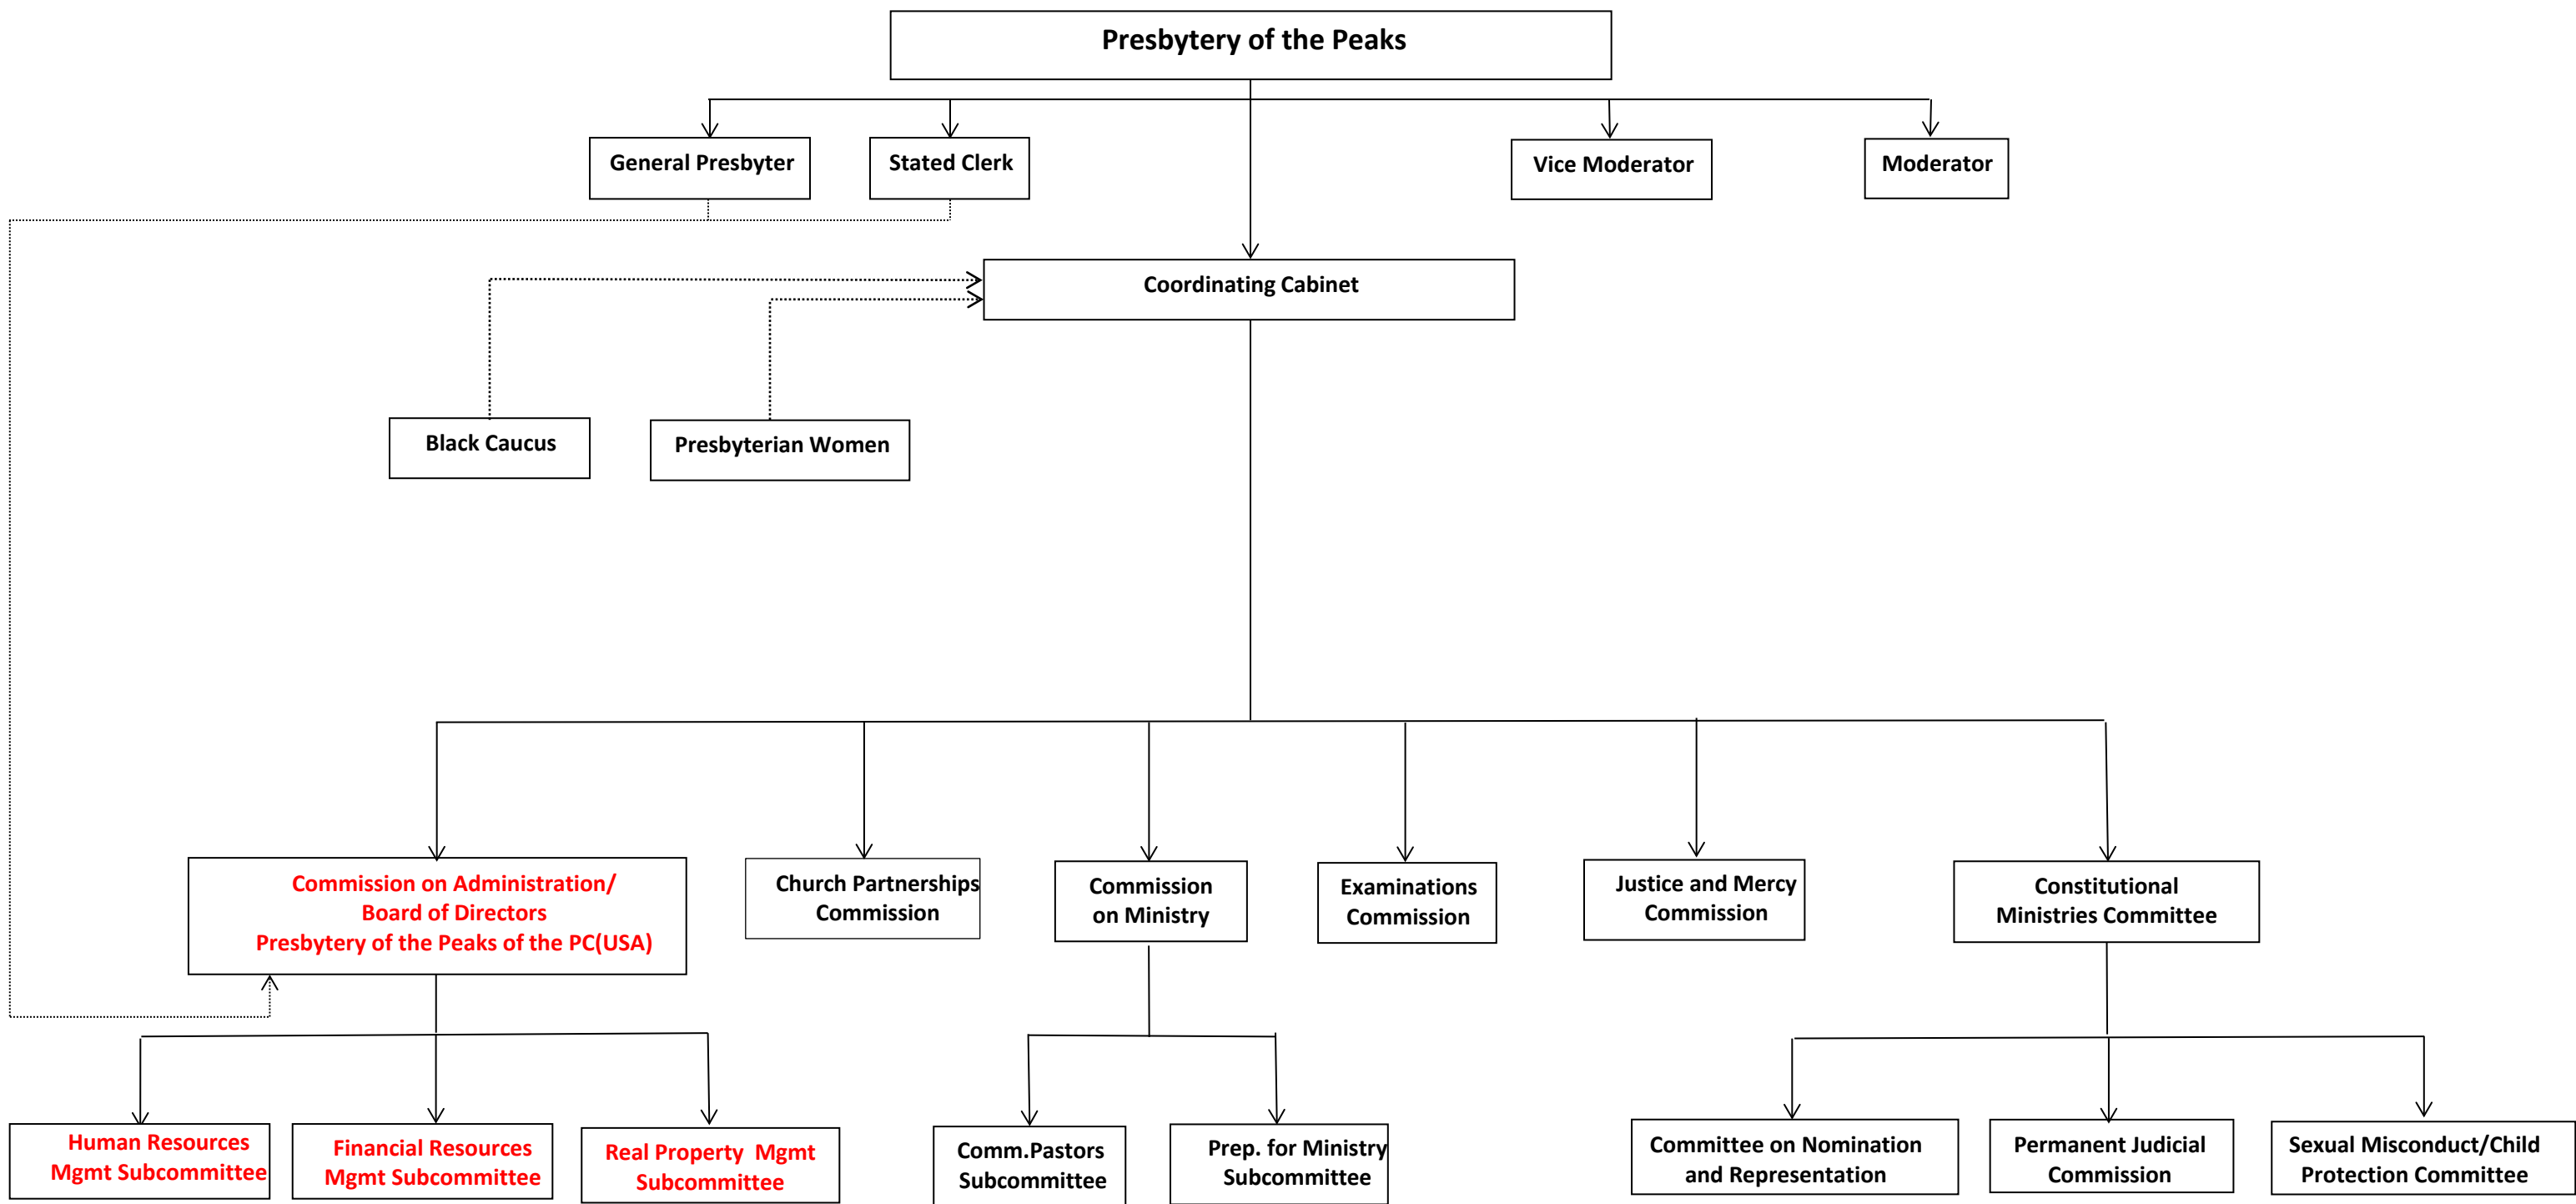 Presbytery of the Peaks
General Presbyter
Stated Clerk
Vice Moderator
Moderator
Coordinating Cabinet
Black Caucus
Presbyterian Women
Commission on Administration/
Board of Directors
Presbytery of the Peaks of the PC(USA)
Church Partnerships
Commission
Commission
on Ministry
Examinations
Commission
Justice and Mercy
Commission
Constitutional
Ministries Committee
Human Resources
Mgmt Subcommittee
Financial Resources
Mgmt Subcommittee
Real Property Mgmt
Subcommittee
Comm.Pastors
Subcommittee
Prep. for Ministry
Subcommittee
Committee on Nomination
and Representation
Permanent Judicial
Commission
Sexual Misconduct/Child
Protection Committee